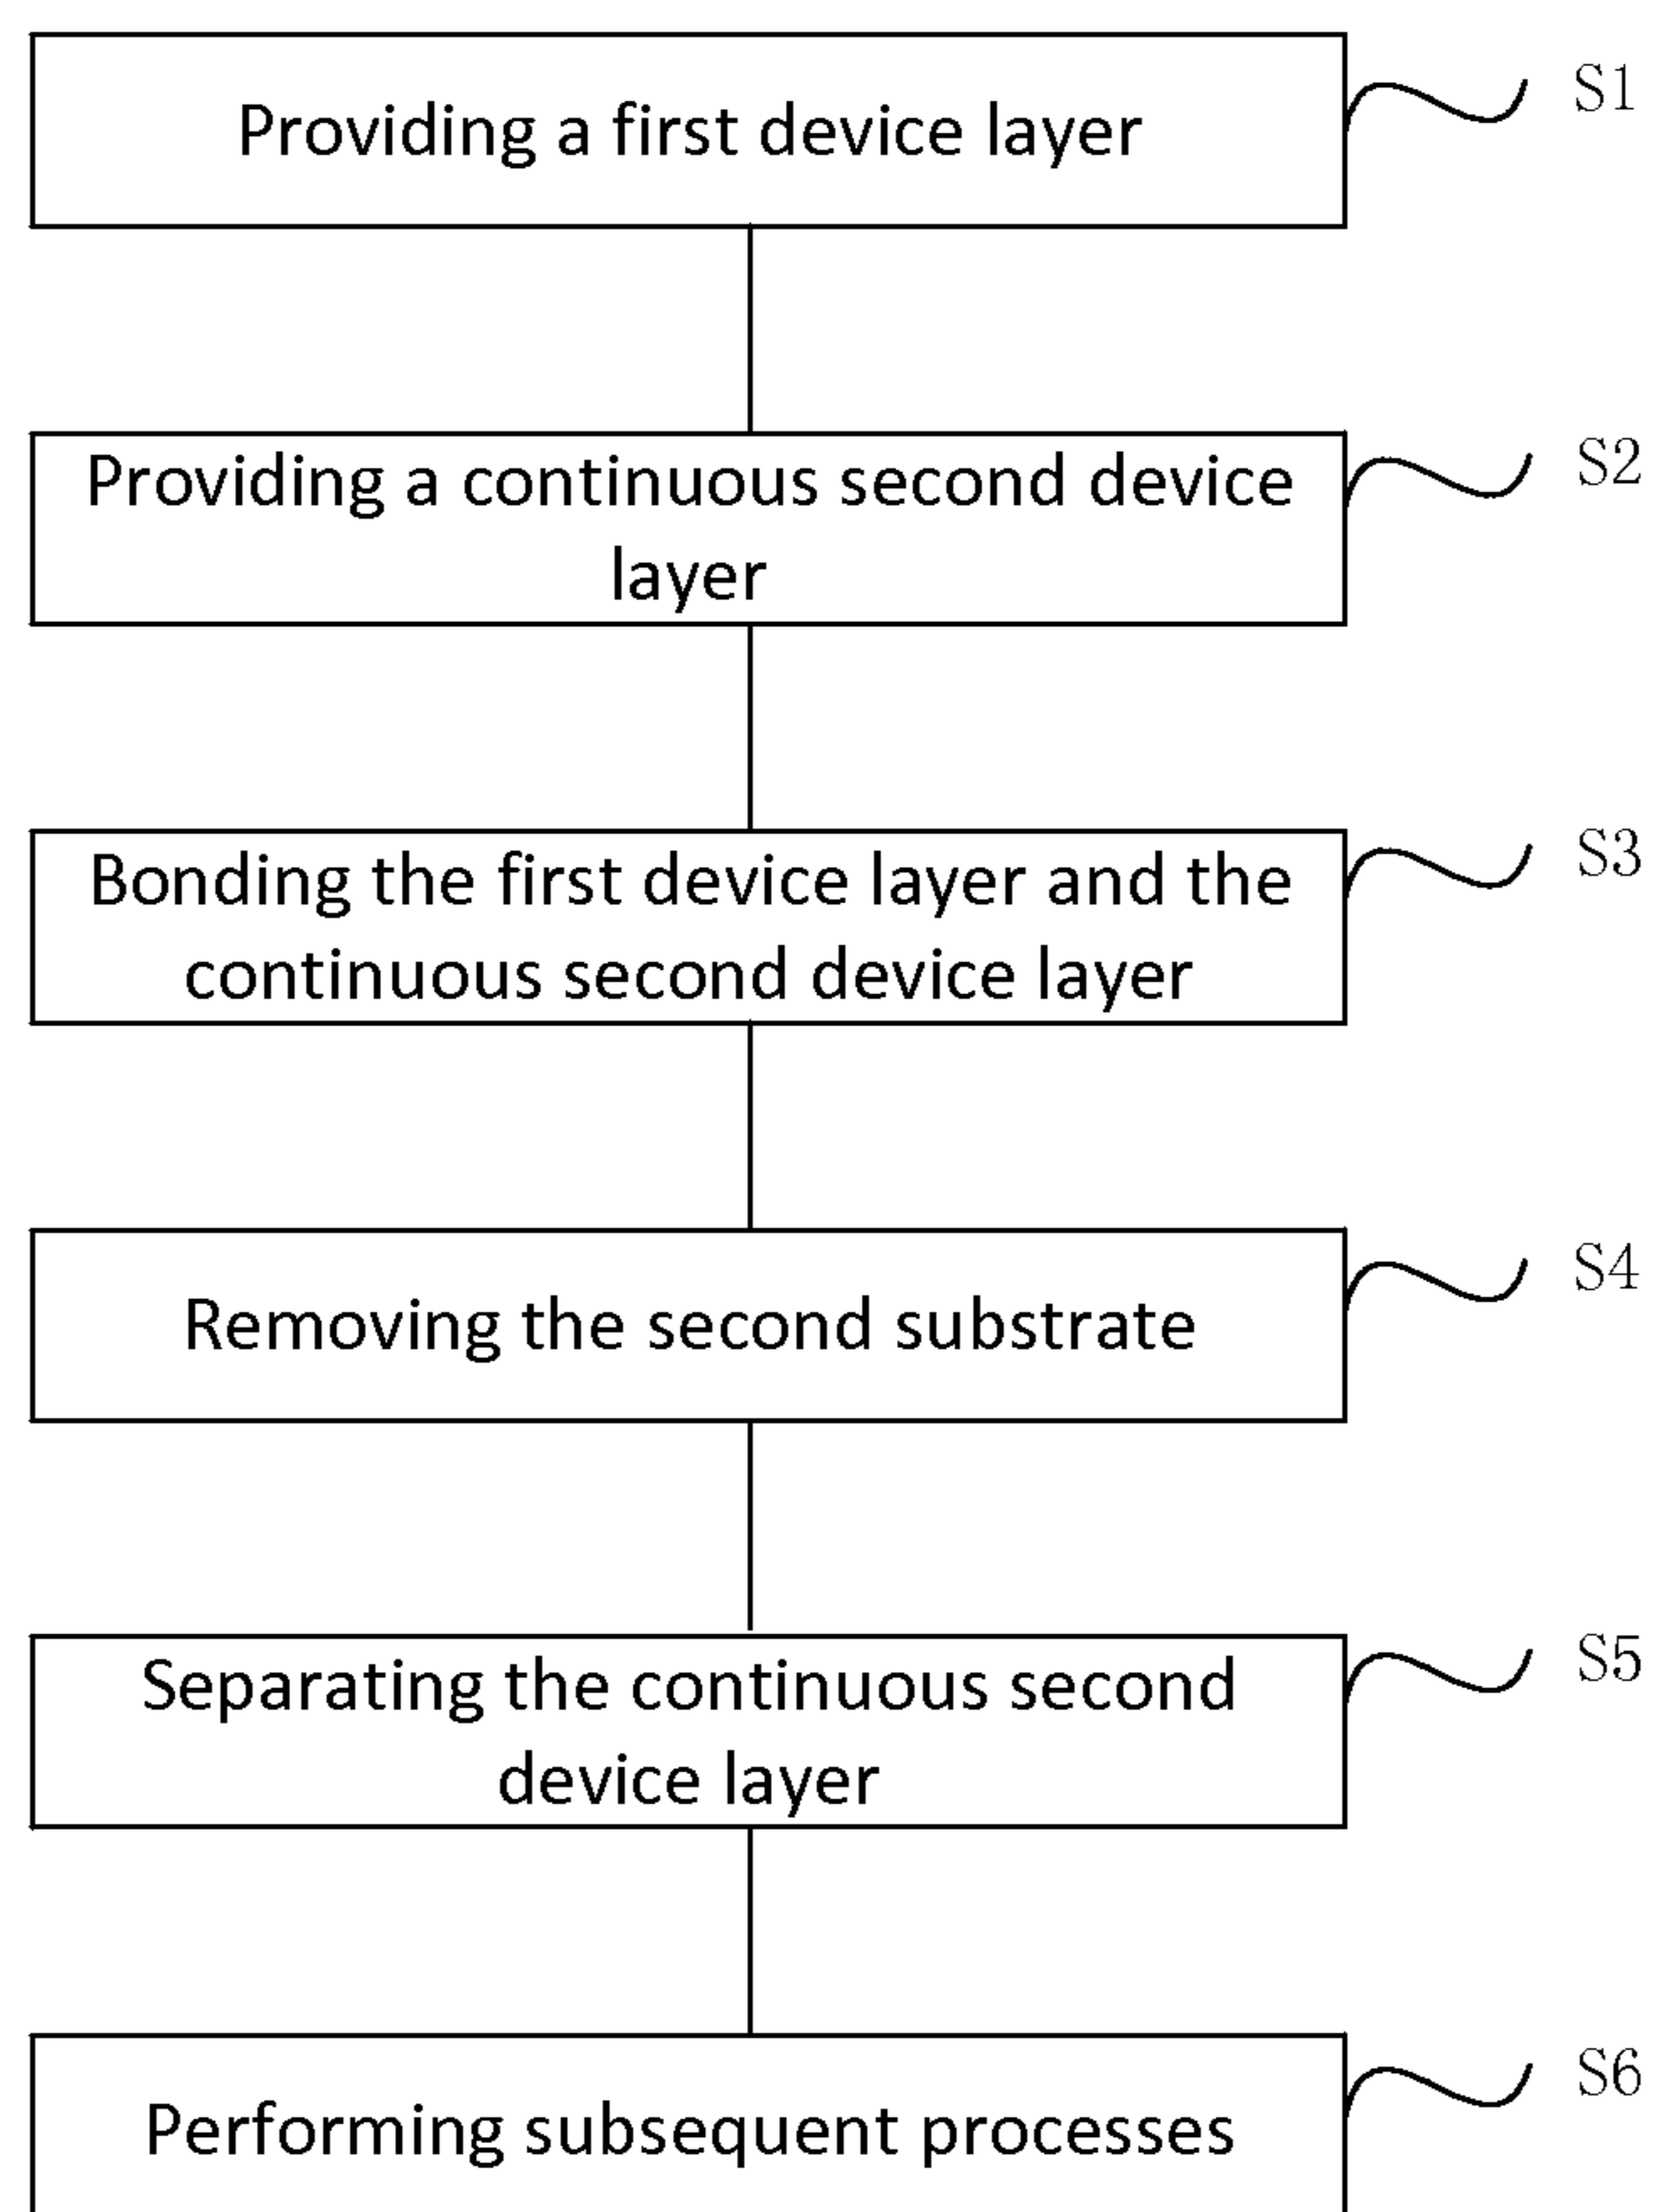 Providing a first device layer
S1
Providing a continuous second device
layer
S2
Bonding the first device layer and the
continuous second device layer
S3
Removing the second substrate
S4
Separating the continuous second
device layer
S5
Performing subsequent processes
S6